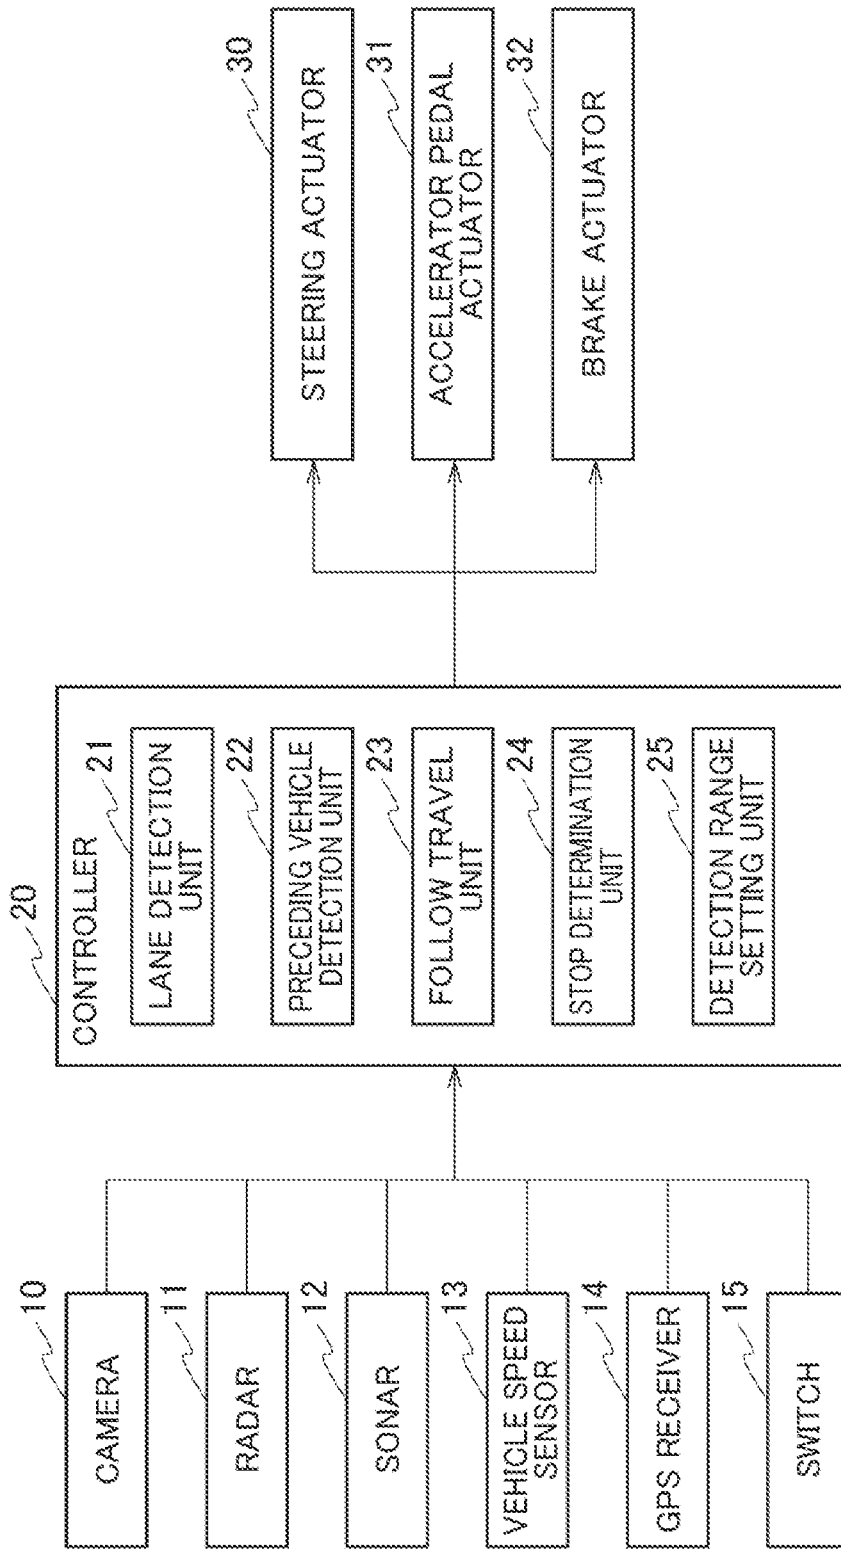 10
CAMERA
11
RADAR
12
SONAR
13
VEHICLE SPEED
SENSOR
14
GPS RECEIVER
15
SWITCH
20
CONTROLLER
21
LANE DETECTION
UNIT
22
PRECEDING VEHICLE
DETECTION UNIT
23
FOLLOW TRAVEL
UNIT
24
STOP DETERMINATION
UNIT
25
DETECTION RANGE
SETTING UNIT
30
STEERING ACTUATOR
31
ACCELERATOR PEDAL
ACTUATOR
32
BRAKE ACTUATOR